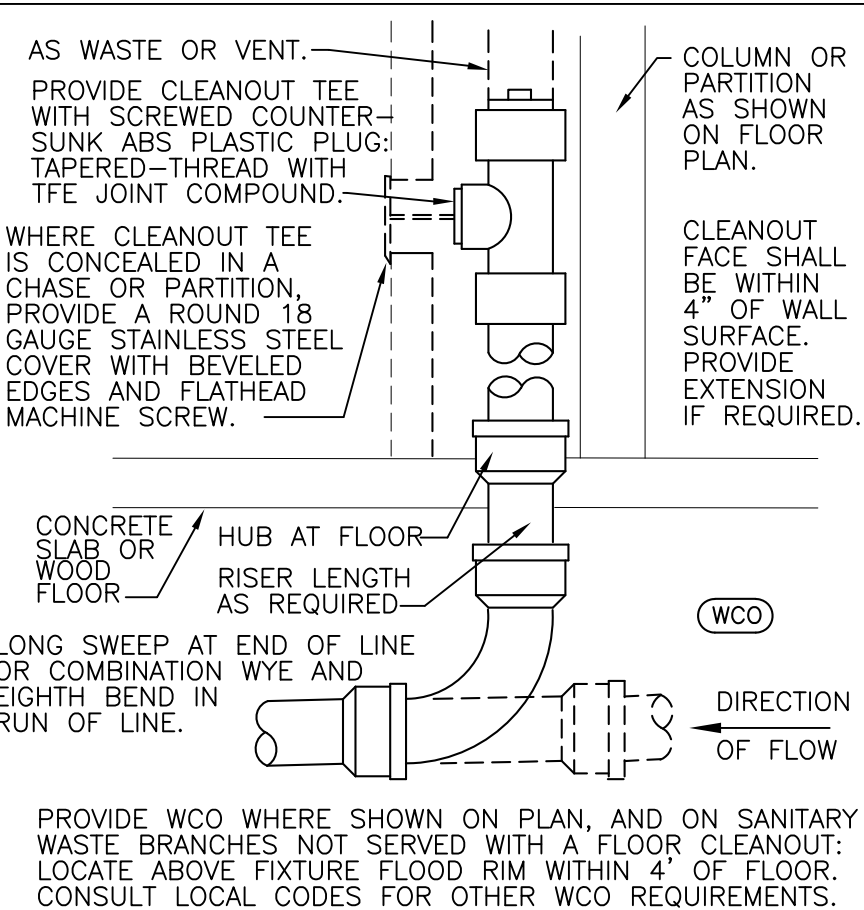 AS WASTE OR VENT.
PROVIDE CLEANOUT TEE
WITH SCREWED COUNTER-
SUNK ABS PLASTIC PLUG:
TAPERED-THREAD WITH
TFE JOINT COMPOUND.
WHERE CLEANOUT TEE
IS CONCEALED IN A
CHASE OR PARTITION,
PROVIDE A ROUND 18
GAUGE STAINLESS STEEL
COVER WITH BEVELED
EDGES AND FLATHEAD
MACHINE SCREW.
COLUMN OR
PARTITION
AS SHOWN
ON FLOOR
PLAN.
CLEANOUT
FACE SHALL
BE WITHIN
4" OF WALL
SURFACE.
PROVIDE
EXTENSION
IF REQUIRED.
CONCRETE
SLAB OR
WOOD
FLOOR
HUB AT FLOOR
RISER LENGTH
AS REQUIRED
WCO
LONG SWEEP AT END OF LINE
OR COMBINATION WYE AND
EIGHTH BEND IN
RUN OF LINE.
DIRECTION
OF FLOW
PROVIDE WCO WHERE SHOWN ON PLAN, AND ON SANITARY
WASTE BRANCHES NOT SERVED WITH A FLOOR CLEANOUT:
LOCATE ABOVE FIXTURE FLOOD RIM WITHIN 4' OF FLOOR.
CONSULT LOCAL CODES FOR OTHER WCO REQUIREMENTS.